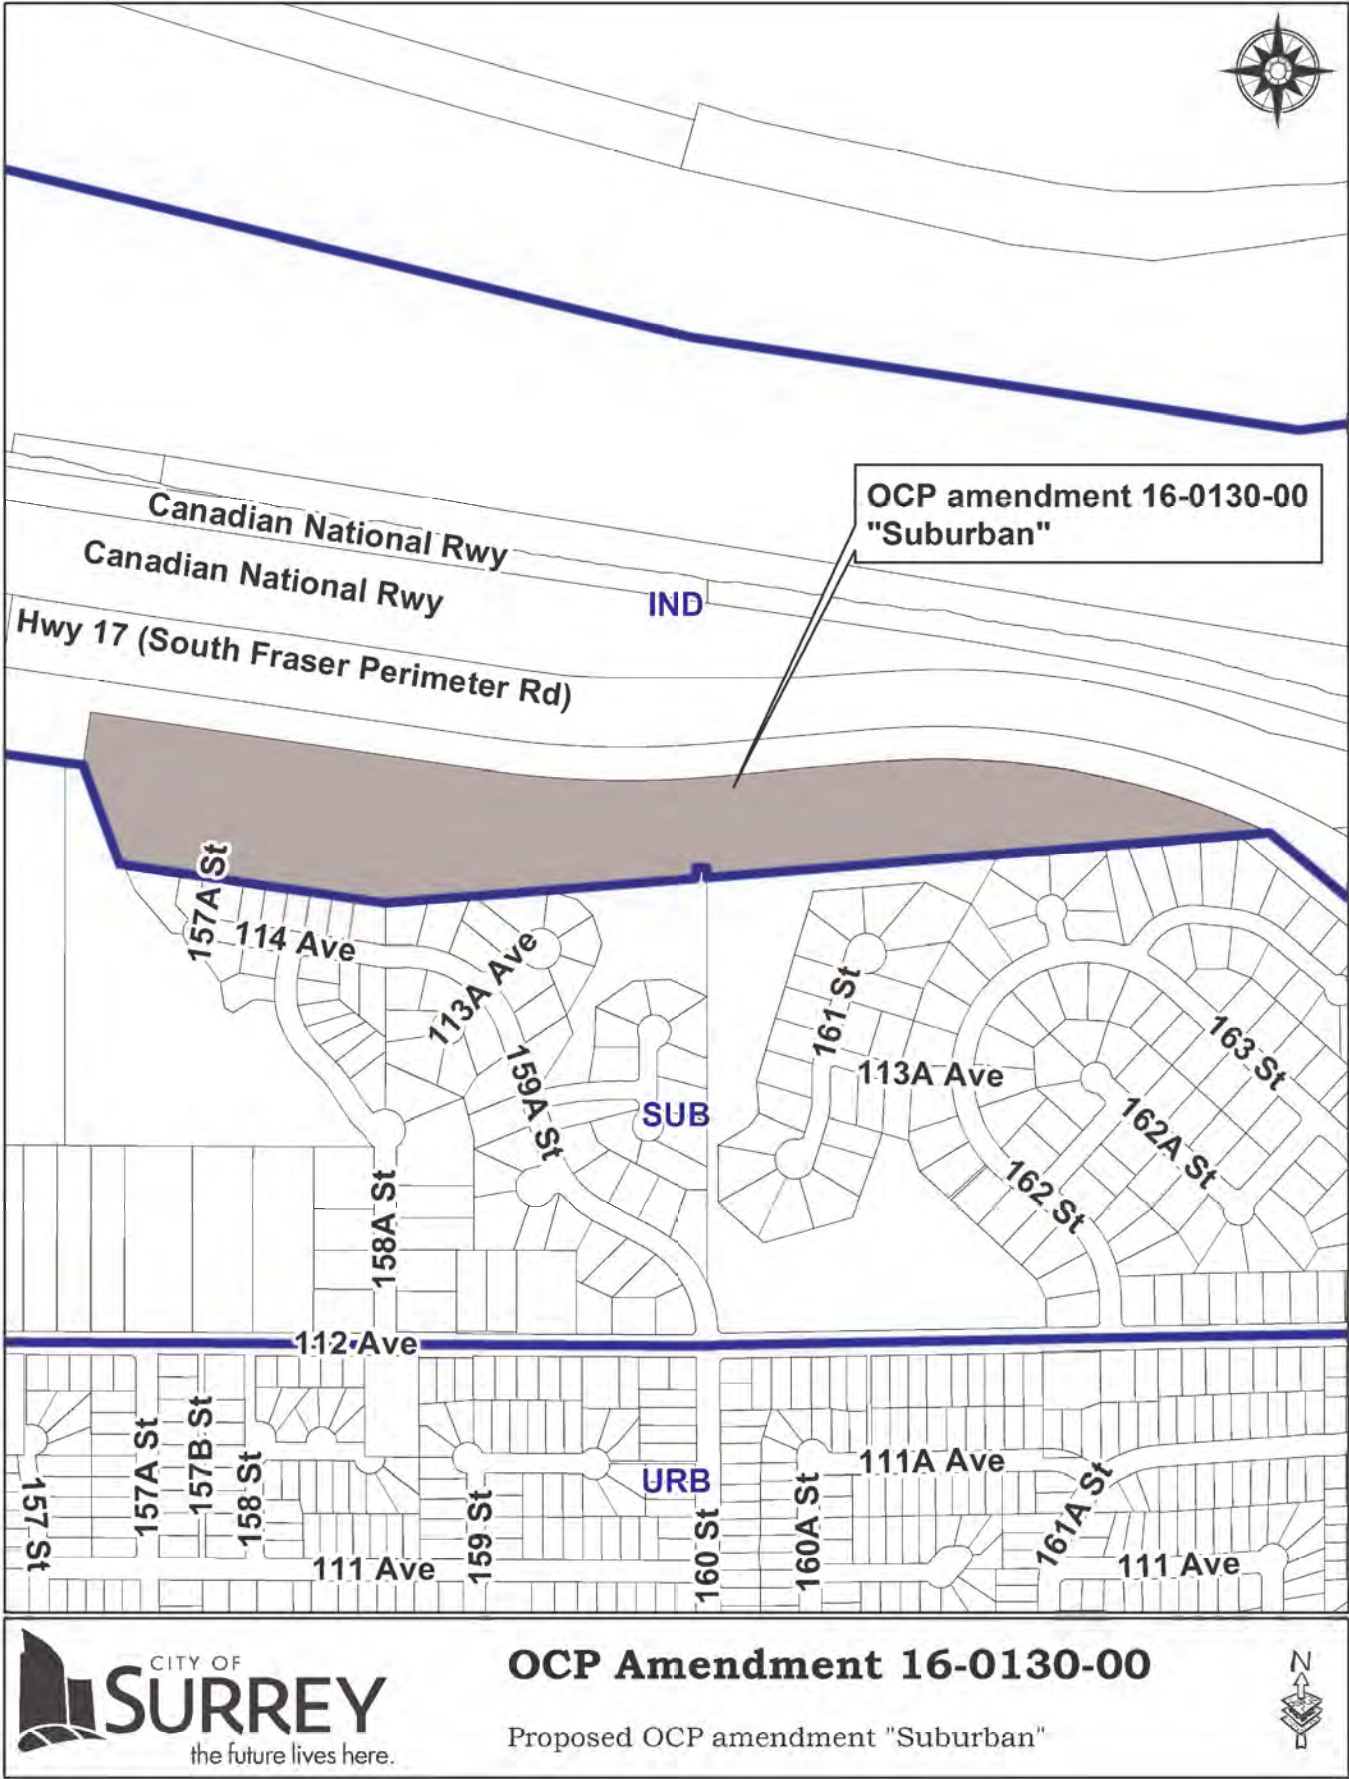 OCP amendment 16-0130-00
"Suburban"
Canadian National Rwy
Canadian National Rwy
IND
Hwy 17 (South Fraser Perimeter Rd)
157A St
114 Ave
113A Ave
161 St
163 St
159A St
113A Ave
SUB
162A St
162 St
158A St
112 Ave
157 St
157A St
157B St
158 St
159 St
URB
160 St
160A St
111A Ave
161A St
111 Ave
111 Ave
CITY OF
SURREY
the future lives here.
OCP Amendment 16-0130-00
Proposed OCP amendment "Suburban"
N